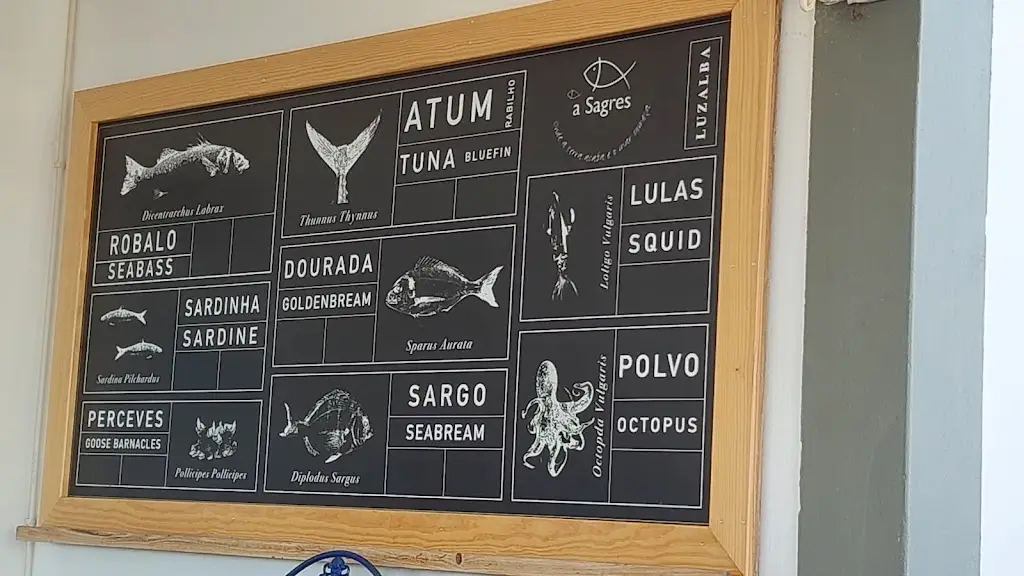 Dicentrarchus Labrax
ROBALO
SEABASS
SARDINHA
SARDINE
Sardina Pilchardus
PERCEVES
GOOSE BARNACLES
Pollicipes Pollicipes
Thunnus Thynnus
ATUM
RABILHO
TUNA BLUEFIN
DOURADA
GOLDENBREAM
Sparus Aurata
Diplodus Sargus
SARGO
SEABREAM
a Sagres
LUZALBA
Loligo Vulgaris
LULAS
SQUID
Octopida Vulgaris
POLVO
OCTOPUS